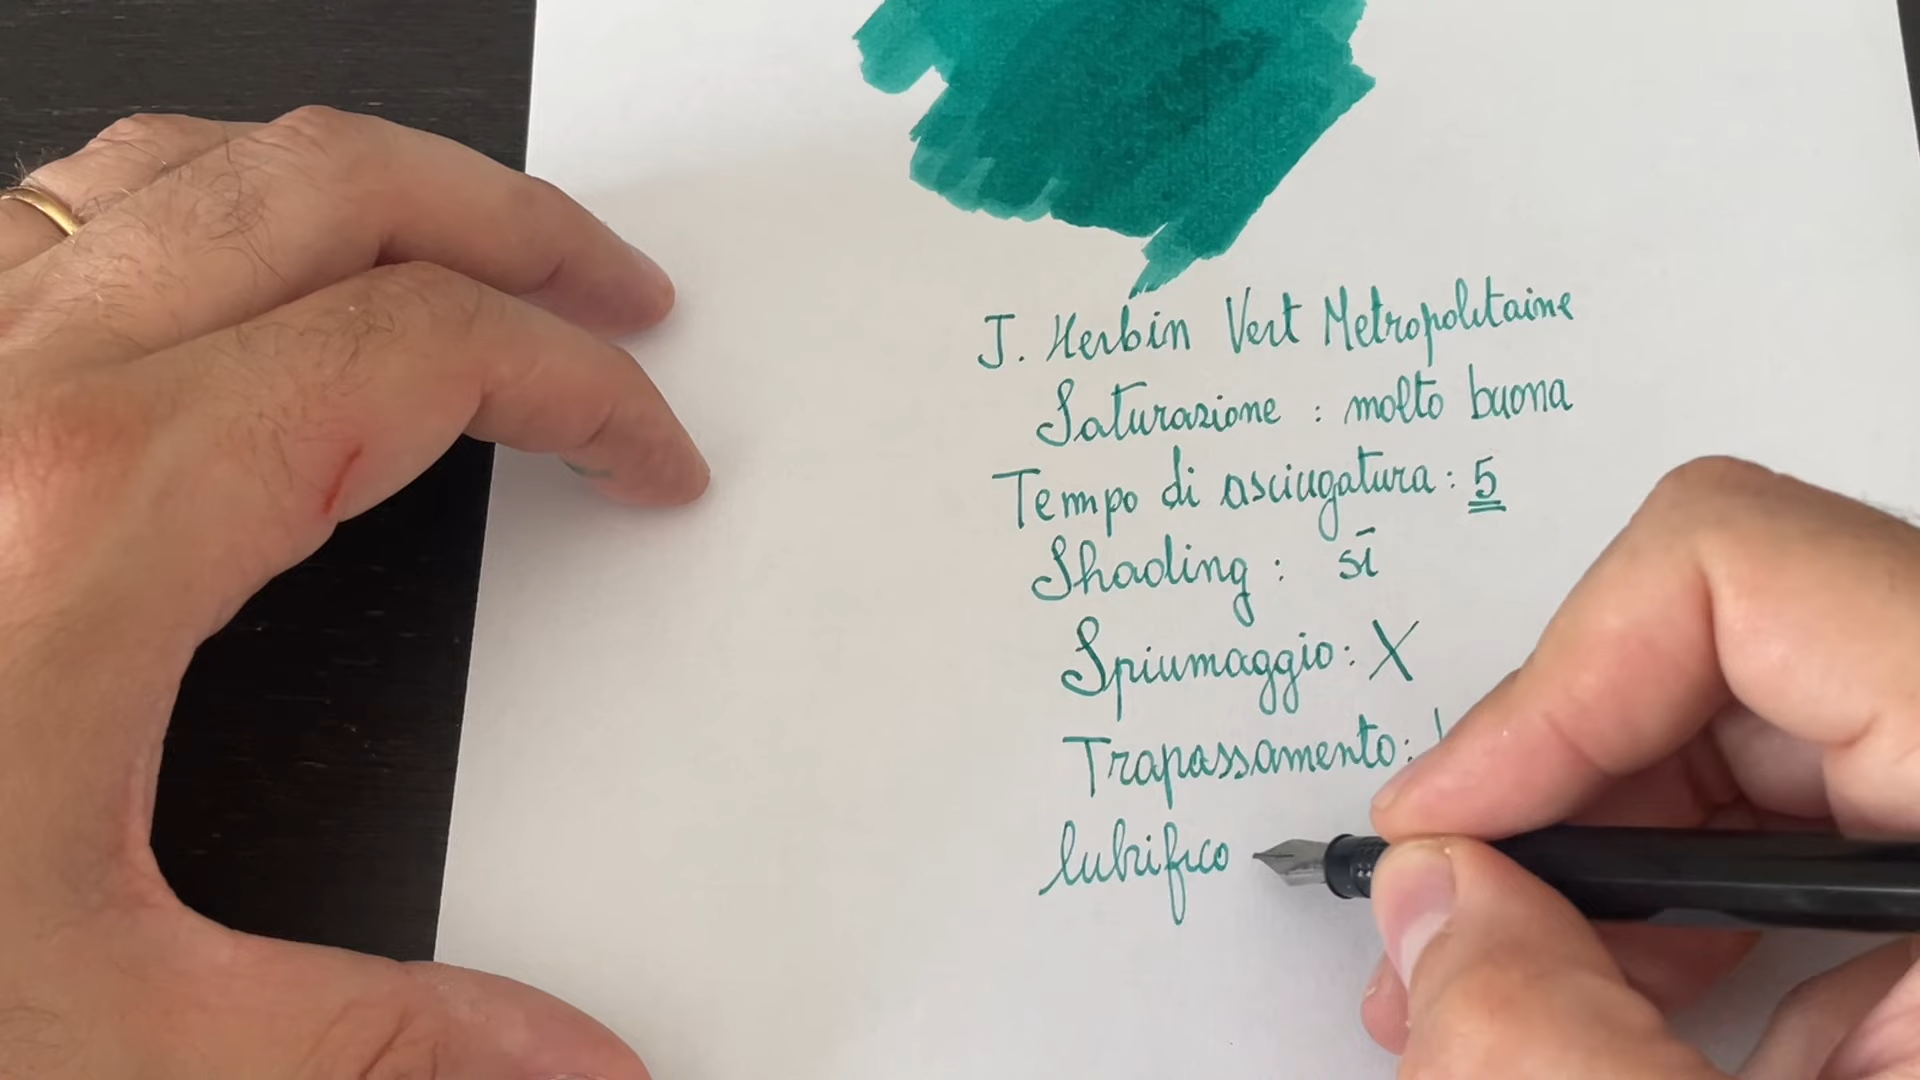 J. Herbin Vert Metropolitaine
Saturazione : molto buona
Tempo di asciugatura : 5
Shading : sī
Spiumaggio : X
Trapassamento :
lubrifico